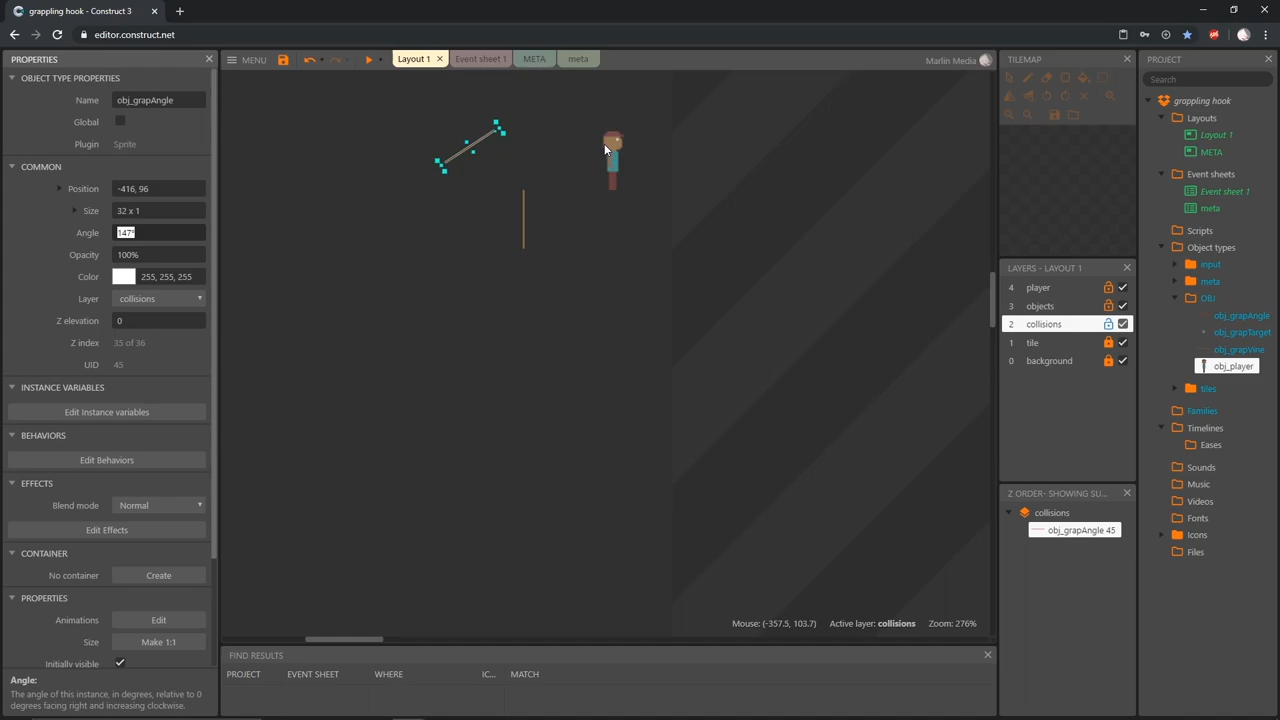 grappling hook - Construct 3
editor.construct.net
PROPERTIES
MENU
Layout 1
Event sheet 1
META
meta
Marlin Media
TILEMAP
PROJECT
OBJECT TYPE PROPERTIES
Name obj_grapAngle
Global
Plugin Sprite
COMMON
Position -416, 96
Size 32 x 1
Angle 147°
Opacity 100%
Color 255, 255, 255
Layer collisions
Z elevation 0
Z index 35 of 36
UID 45
INSTANCE VARIABLES
Edit Instance variables
BEHAVIORS
Edit Behaviors
EFFECTS
Blend mode Normal
Edit Effects
CONTAINER
No container Create
PROPERTIES
Animations Edit
Size Make 1:1
Initially visible
Angle:
The angle of this instance, in degrees, relative to 0
degrees facing right and increasing clockwise.
Mouse: (-357.5, 103.7) Active layer: collisions Zoom: 276%
FIND RESULTS
PROJECT EVENT SHEET WHERE IC... MATCH
LAYERS - LAYOUT 1
4 player
3 objects
2 collisions
1 tile
0 background
Z ORDER- SHOWING SU...
collisions
obj_grapAngle 45
Search
grappling hook
Layouts
Layout 1
META
Event sheets
Event sheet 1
meta
Scripts
Object types
input
meta
OBJ
obj_grapAngle
obj_grapTarget
obj_grapVine
obj_player
tiles
Families
Timelines
Eases
Sounds
Music
Videos
Fonts
Icons
Files